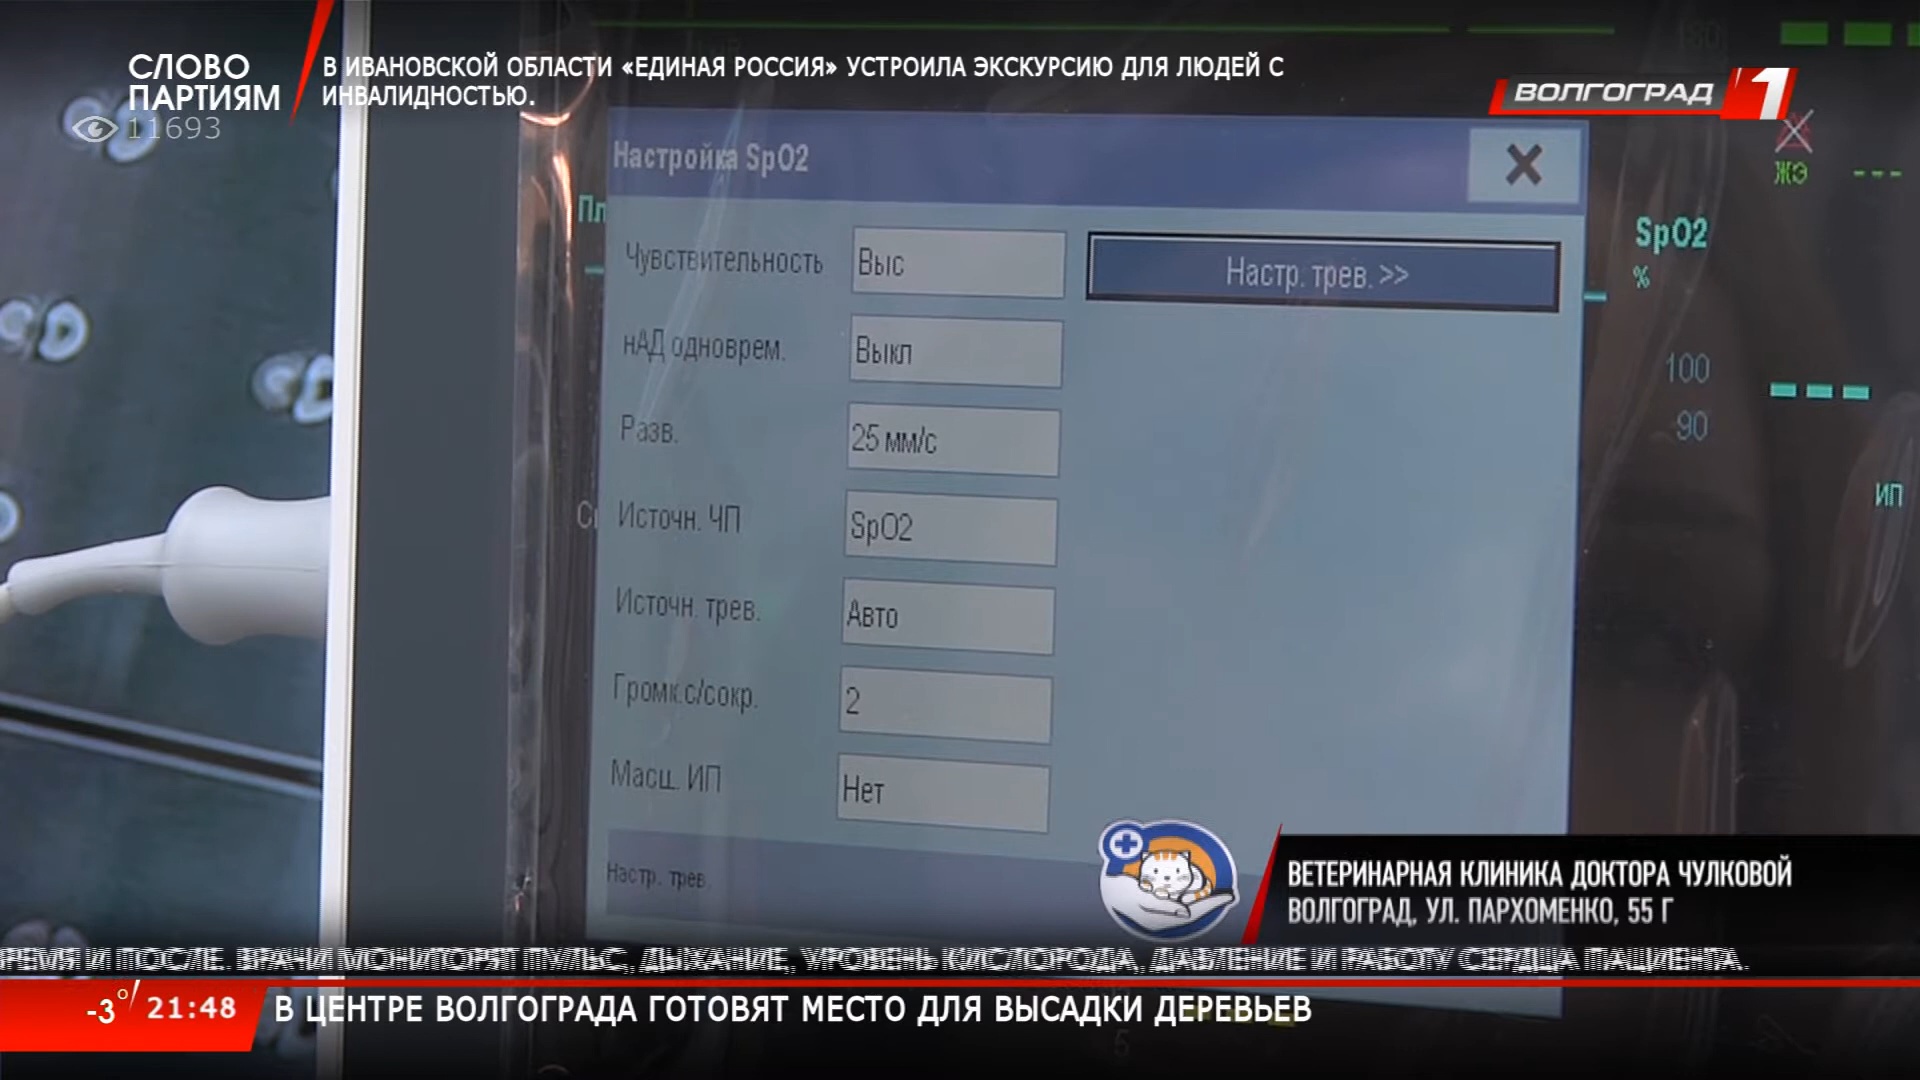 СЛОВО
ПАРТИЯМ
11693
В ИВАНОВСКОЙ ОБЛАСТИ «ЕДИНАЯ РОССИЯ» УСТРОИЛА ЭКСКУРСИЮ ДЛЯ ЛЮДЕЙ С
ИНВАЛИДНОСТЬЮ.
ВОЛГОГРАД 1
Настройка SpO2
ЖЭ ---
SpO2
%
100
90
ИП
Чувствительность Выс Настр. трев. >>
нАД одноврем. Выкл
Разв. 25 мм/с
Источн. ЧП SpO2
Источн. трев. Авто
Громк.с/сокр. 2
Масщ. ИП Нет
Настр. трев.
ВЕТЕРИНАРНАЯ КЛИНИКА ДОКТОРА ЧУЛКОВОЙ
ВОЛГОГРАД, УЛ. ПАРХОМЕНКО, 55 Г
РЕМЯ И ПОСЛЕ. ВРАЧИ МОНИТОРЯТ ПУЛЬС, ДЫХАНИЕ, УРОВЕНЬ КИСЛОРОДА, ДАВЛЕНИЕ И РАБОТУ СЕРДЦА ПАЦИЕНТА.
-3° 21:48 В ЦЕНТРЕ ВОЛГОГРАДА ГОТОВЯТ МЕСТО ДЛЯ ВЫСАДКИ ДЕРЕВЬЕВ